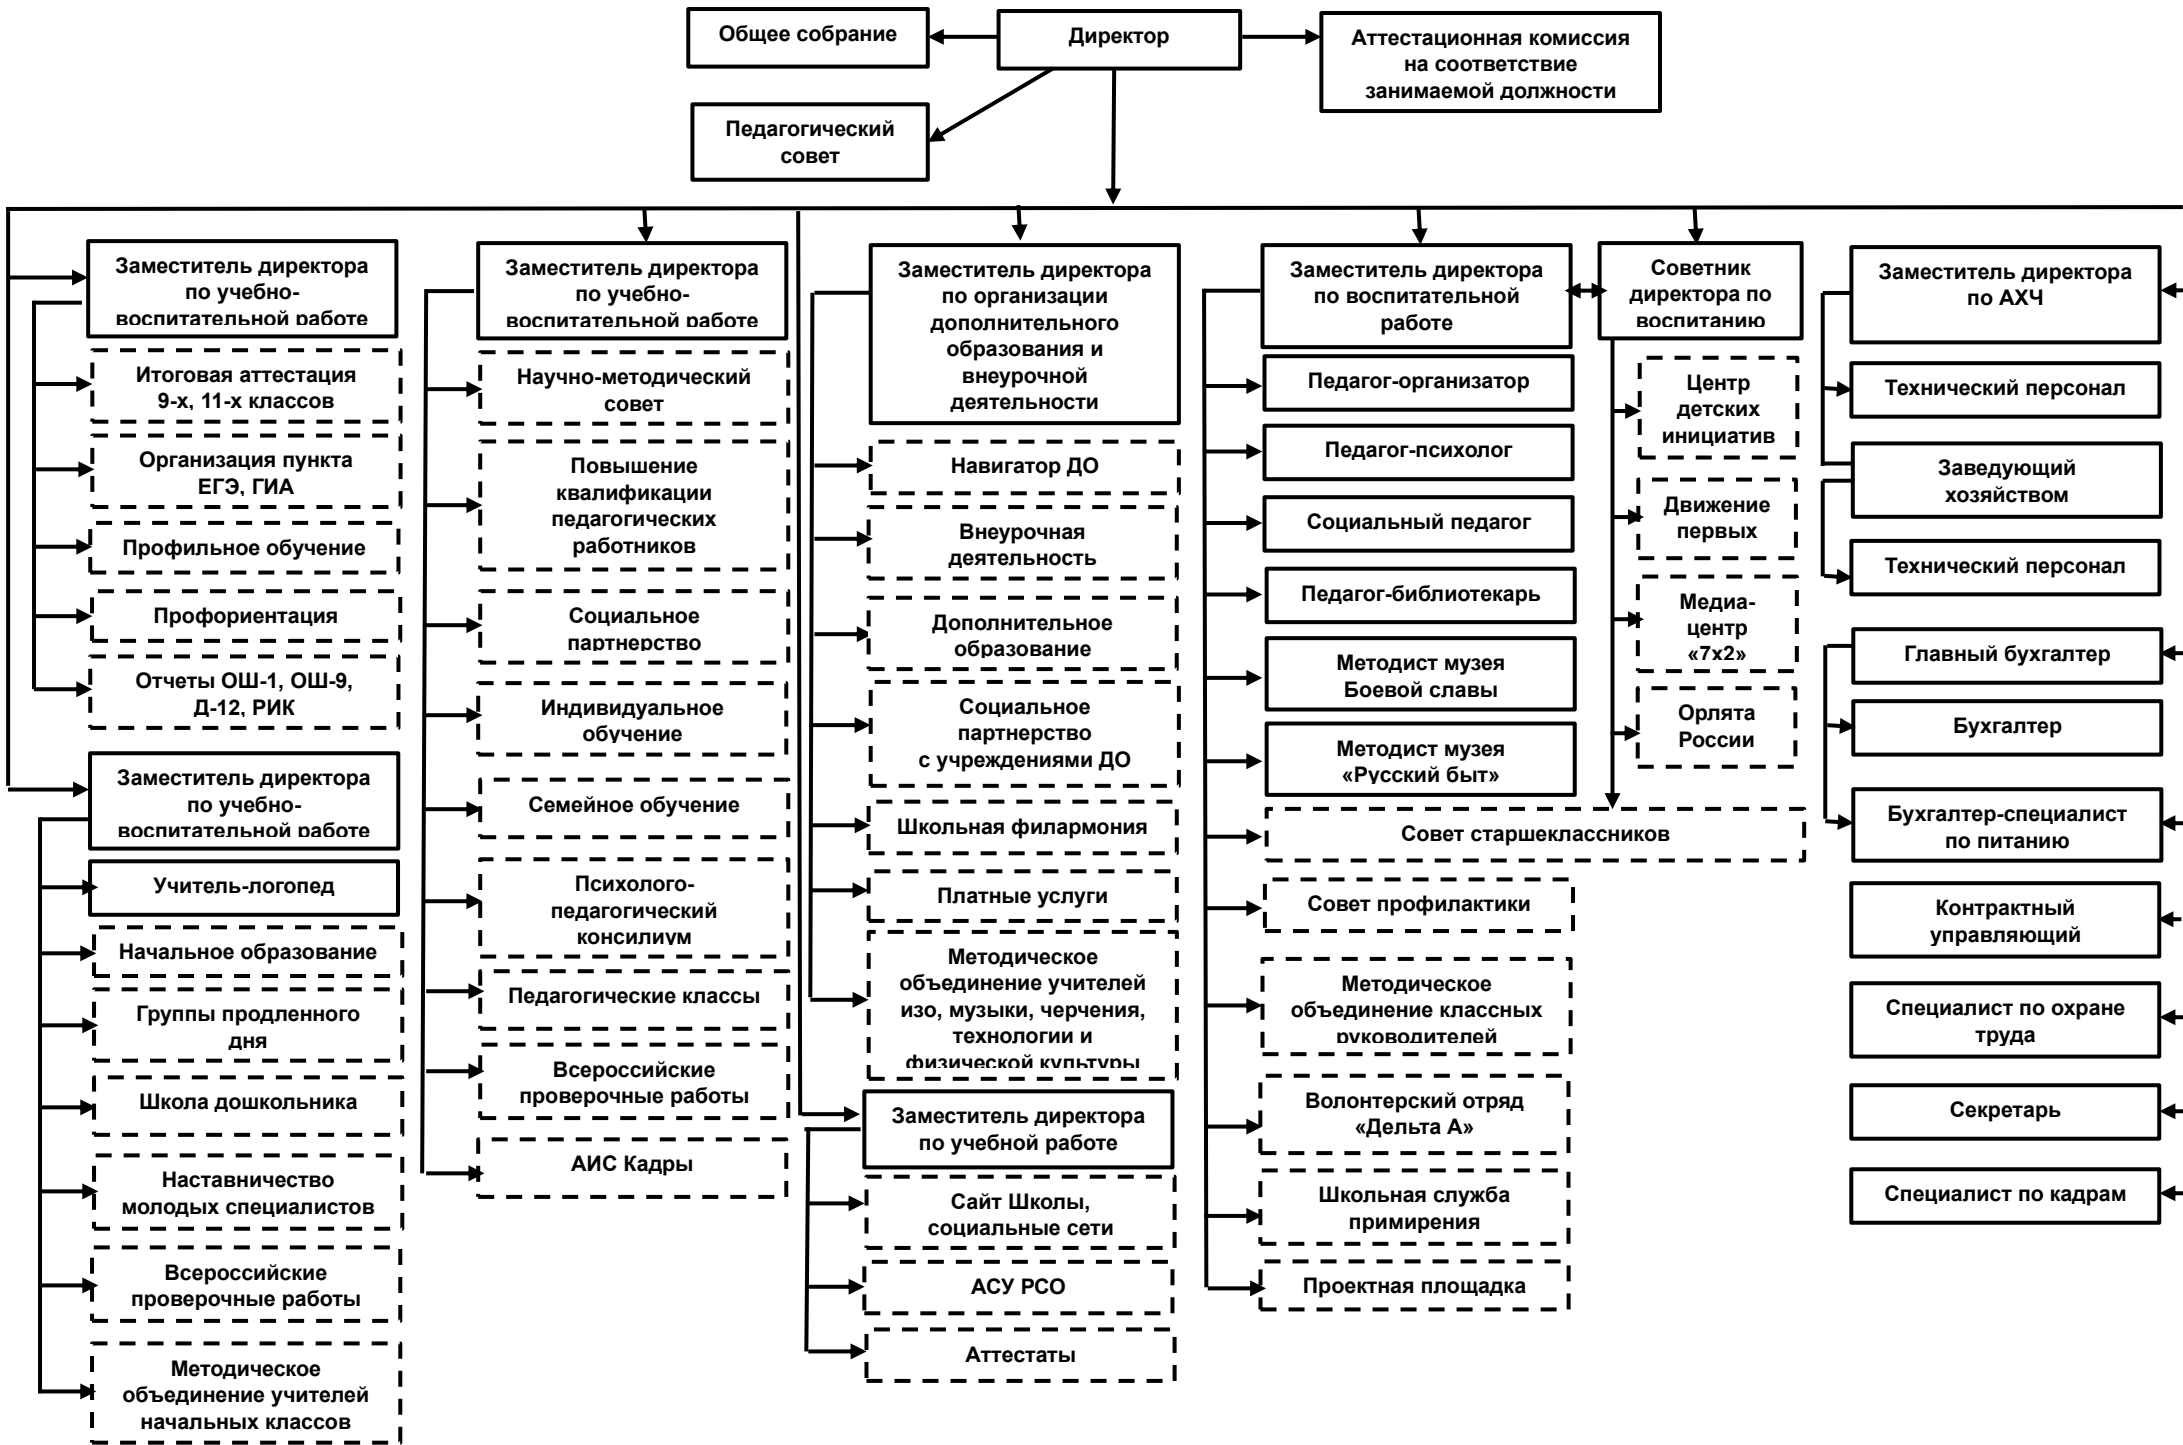 Общее собрание
Директор
Аттестационная комиссия
на соответствие
занимаемой должности
Педагогический
совет
Заместитель директора
по учебно-
воспитательной работе
Итоговая аттестация
9-х, 11-х классов
Организация пункта
ЕГЭ, ГИА
Профильное обучение
Профориентация
Отчеты ОШ-1, ОШ-9,
Д-12, РИК
Заместитель директора
по учебно-
воспитательной работе
Учитель-логопед
Начальное образование
Группы продленного
дня
Школа дошкольника
Наставничество
молодых специалистов
Всероссийские
проверочные работы
Методическое
объединение учителей
начальных классов
Заместитель директора
по учебно-
воспитательной работе
Научно-методический
совет
Повышение
квалификации
педагогических
работников
Социальное
партнерство
Индивидуальное
обучение
Семейное обучение
Психолого-
педагогический
консилиум
Педагогические классы
Всероссийские
проверочные работы
АИС Кадры
Заместитель директора
по организации
дополнительного
образования и
внеурочной
деятельности
Навигатор ДО
Внеурочная
деятельность
Дополнительное
образование
Социальное
партнерство
с учреждениями ДО
Школьная филармония
Платные услуги
Методическое
объединение учителей
изо, музыки, черчения,
технологии и
физической культуры
Заместитель директора
по учебной работе
Сайт Школы,
социальные сети
АСУ РСО
Аттестаты
Заместитель директора
по воспитательной
работе
Педагог-организатор
Педагог-психолог
Социальный педагог
Педагог-библиотекарь
Методист музея
Боевой славы
Методист музея
«Русский быт»
Совет старшеклассников
Совет профилактики
Методическое
объединение классных
руководителей
Волонтерский отряд
«Дельта А»
Школьная служба
примирения
Проектная площадка
Советник
директора по
воспитанию
Центр
детских
инициатив
Движение
первых
Медиа-
центр
«7х2»
Орлята
России
Заместитель директора
по АХЧ
Технический персонал
Заведующий
хозяйством
Технический персонал
Главный бухгалтер
Бухгалтер
Бухгалтер-специалист
по питанию
Контрактный
управляющий
Специалист по охране
труда
Секретарь
Специалист по кадрам